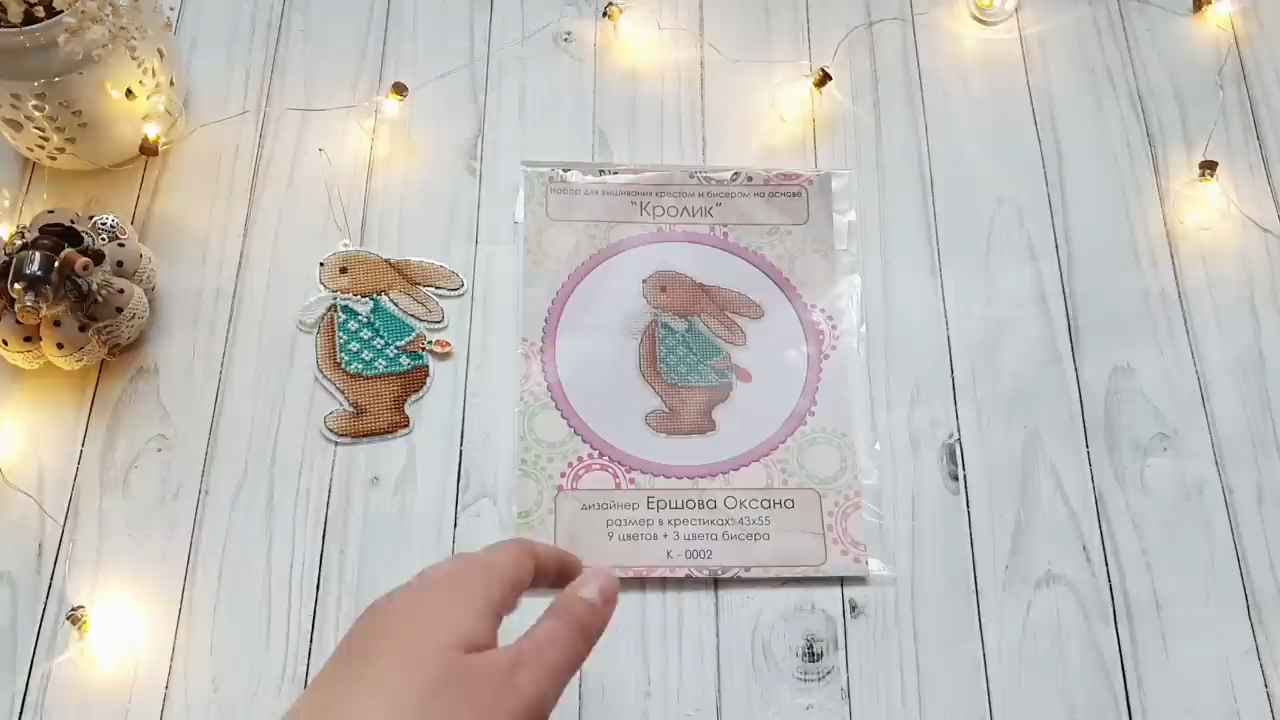 Набор для вышивания крестом и бисером на основе
"Кролик"
дизайнер Ершова Оксана
размер в крестиках: 43х55
9 цветов + 3 цвета бисера
К - 0002